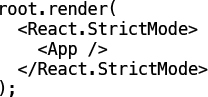 root.render(
  <React.StrictMode>
    <App />
  </React.StrictMode>
);